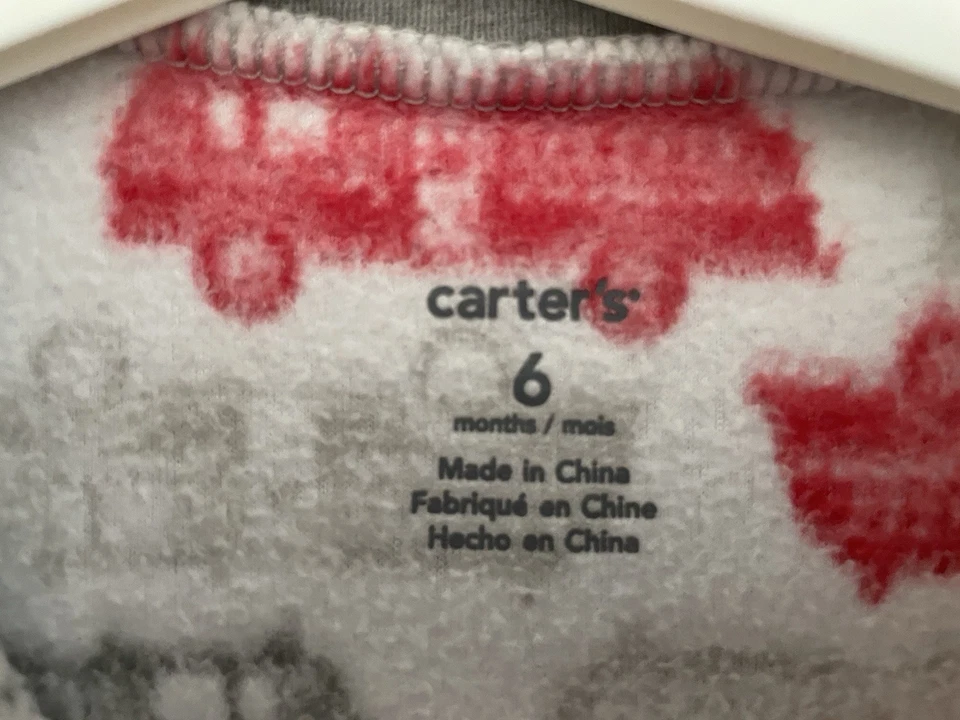 carter's
6
months / mois
Made in China
Fabriqué en Chine
Hecho en China